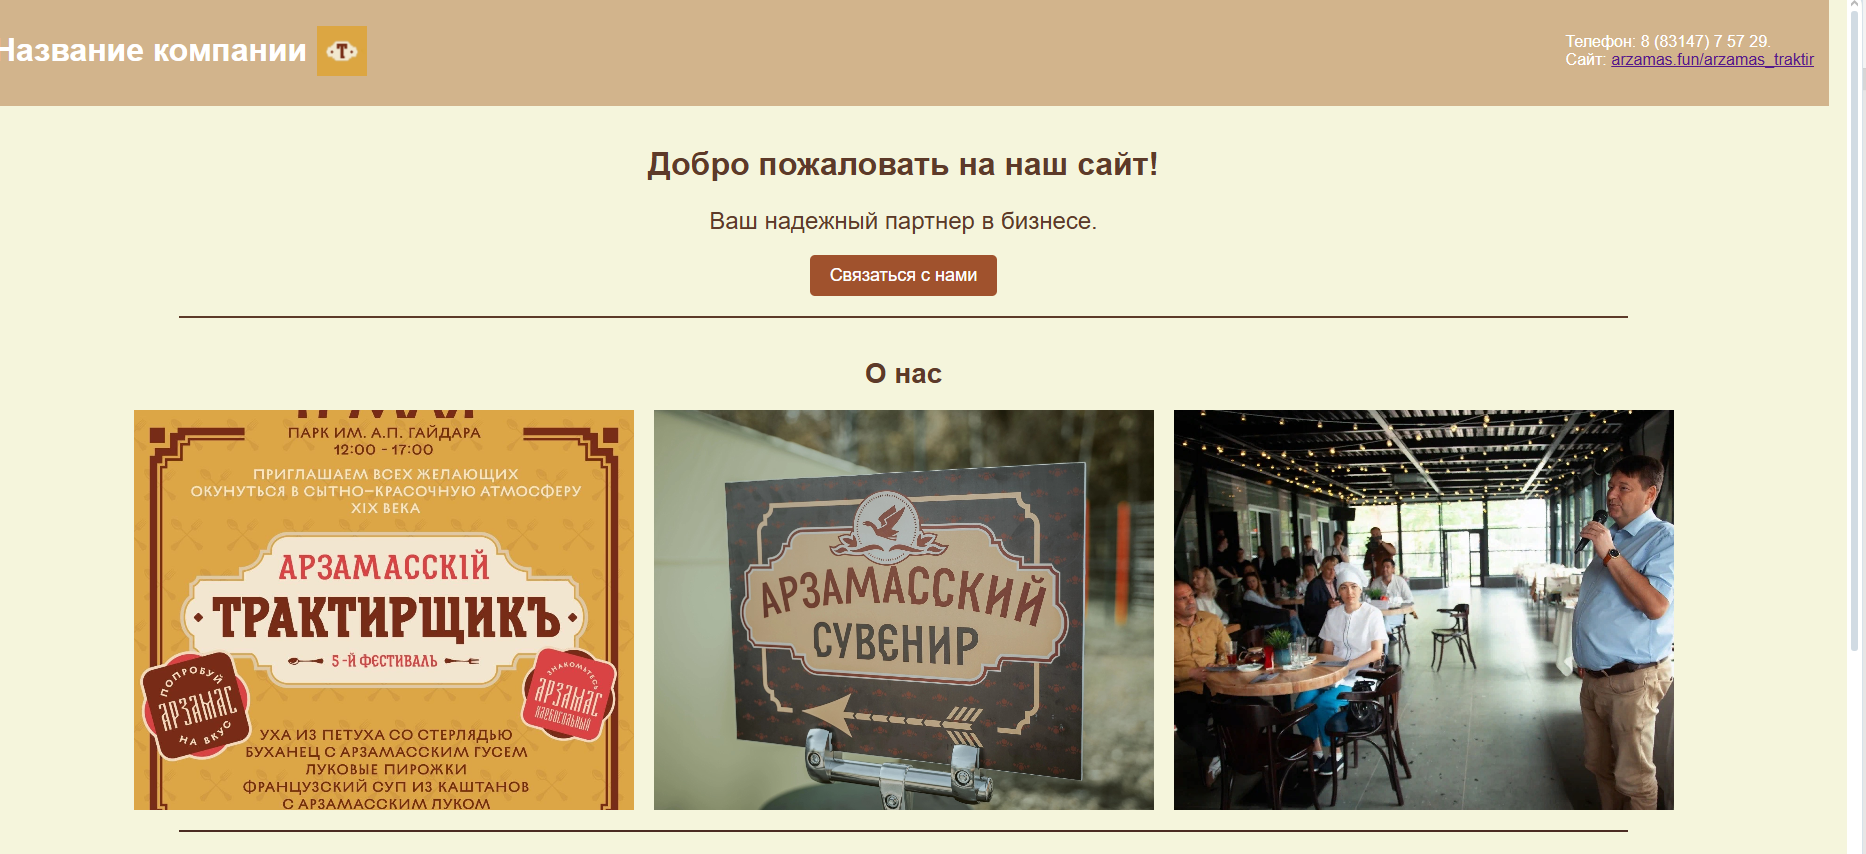 Название компании
Т
Телефон: 8 (83147) 7 57 29.
Сайт: arzamas.fun/arzamas_traktir
Добро пожаловать на наш сайт!
Ваш надежный партнер в бизнесе.
Связаться с нами
О нас
ПАРК ИМ. А.П. ГАЙДАРА
12:00 - 17:00
ПРИГЛАШАЕМ ВСЕХ ЖЕЛАЮЩИХ
ОКУНУТЬСЯ В СЫТНО-КРАСОЧНУЮ АТМОСФЕРУ
XIX ВЕКА
АРЗАМАССКIЙ
ТРАКТИРЩИКЪ
5-Й ФЕСТИВАЛЬ
ПОПРОБУЙ
АРЗАМАС
НА ВКУС
ЗНАКОМЬТЕСЬ
АРЗАМАС
ХЛЕБОСОЛЬНЫЙ
УХА ИЗ ПЕТУХА СО СТЕРЛЯДЬЮ
БУХАНЕЦ С АРЗАМАССКИМ ГУСЕМ
ЛУКОВЫЕ ПИРОЖКИ
ФРАНЦУЗСКИЙ СУП ИЗ КАШТАНОВ
С АРЗАМАССКИМ ЛУКОМ
АРЗАМАССКИЙ
СУВЕНИР